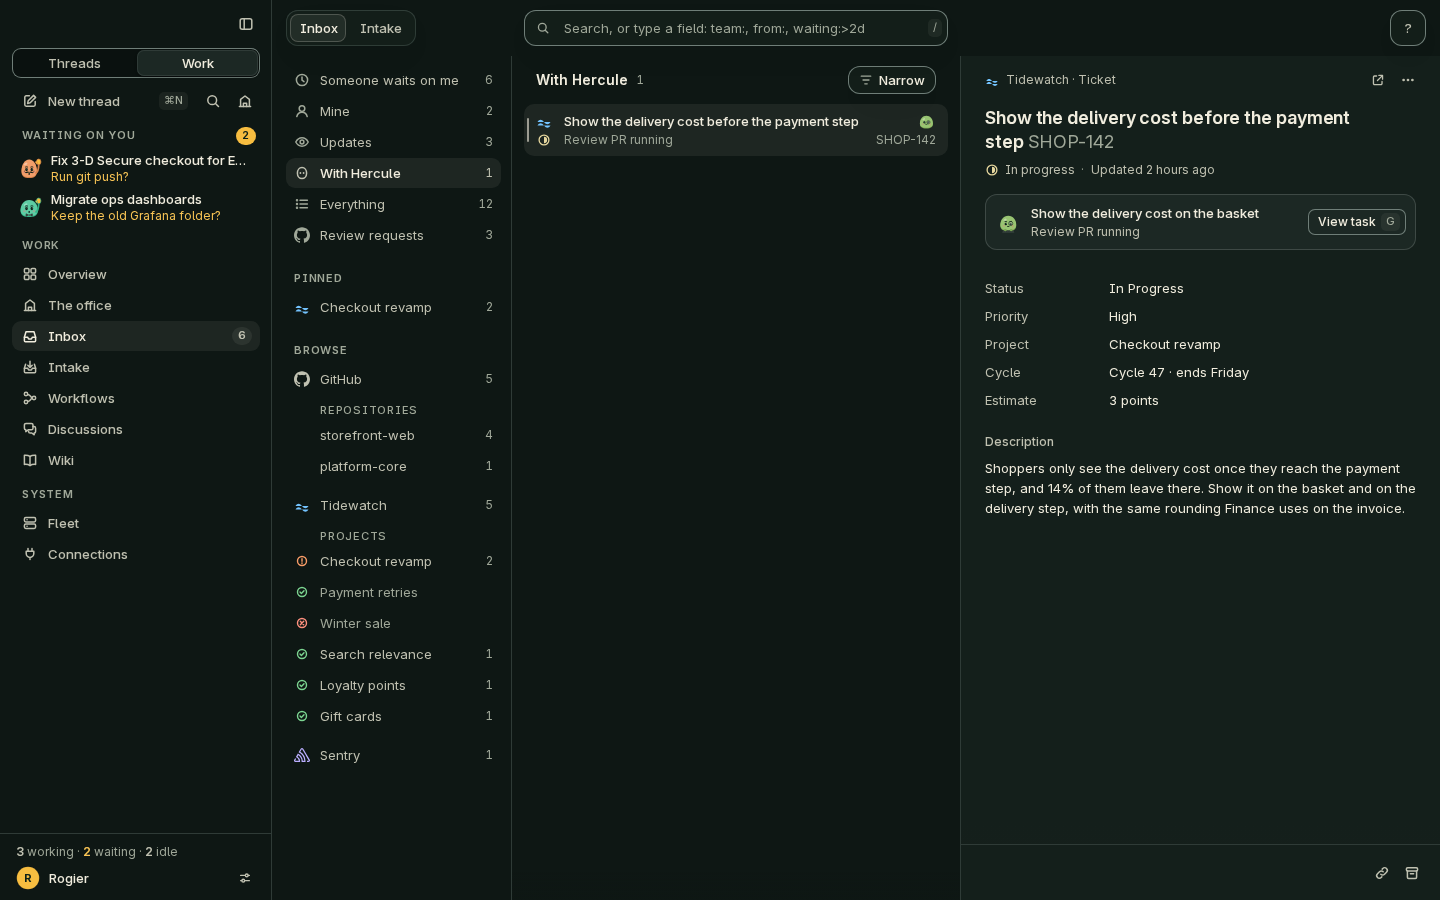 Threads
Work
New thread
⌘N
WAITING ON YOU
2
Fix 3-D Secure checkout for E...
Run git push?
Migrate ops dashboards
Keep the old Grafana folder?
WORK
Overview
The office
Inbox
6
Intake
Workflows
Discussions
Wiki
SYSTEM
Fleet
Connections
3 working · 2 waiting · 2 idle
R
Rogier
Inbox
Intake
Someone waits on me
6
Mine
2
Updates
3
With Hercule
1
Everything
12
Review requests
3
PINNED
Checkout revamp
2
BROWSE
GitHub
5
REPOSITORIES
storefront-web
4
platform-core
1
Tidewatch
5
PROJECTS
Checkout revamp
2
Payment retries
Winter sale
Search relevance
1
Loyalty points
1
Gift cards
1
Sentry
1
Search, or type a field: team:, from:, waiting:>2d
/
With Hercule 1
Narrow
Show the delivery cost before the payment step
Review PR running
SHOP-142
?
Tidewatch · Ticket
Show the delivery cost before the payment
step SHOP-142
In progress · Updated 2 hours ago
Show the delivery cost on the basket
Review PR running
View task G
Status
In Progress
Priority
High
Project
Checkout revamp
Cycle
Cycle 47 · ends Friday
Estimate
3 points
Description
Shoppers only see the delivery cost once they reach the payment
step, and 14% of them leave there. Show it on the basket and on the
delivery step, with the same rounding Finance uses on the invoice.